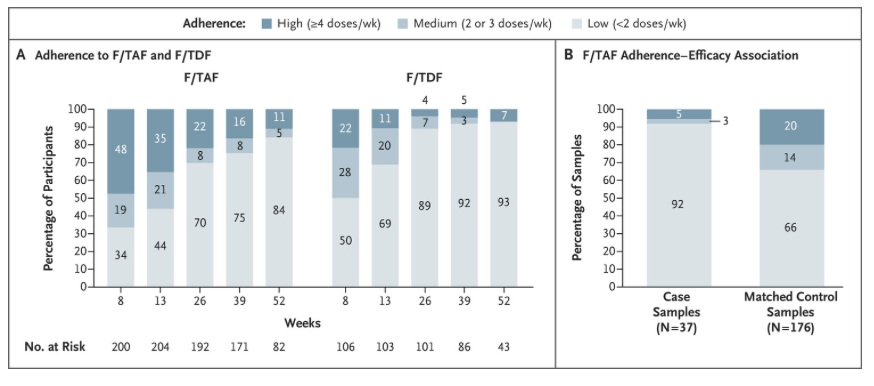 Adherence: High (≥4 doses/wk) Medium (2 or 3 doses/wk) Low (<2 doses/wk)
A Adherence to F/TAF and F/TDF
F/TAF F/TDF
Percentage of Participants
100
90
80
70
60
50
40
30
20
10
0
48 35 22 16 11
19 21 8 8 5
34 44 70 75 84
8 13 26 39 52
22 11 4 5 7
28 20 7 3
50 69 89 92 93
8 13 26 39 52
Weeks
No. at Risk 200 204 192 171 82 106 103 101 86 43
B F/TAF Adherence–Efficacy Association
Percentage of Samples
100
90
80
70
60
50
40
30
20
10
0
5 20
3 14
92 66
Case Matched Control
Samples Samples
(N=37) (N=176)